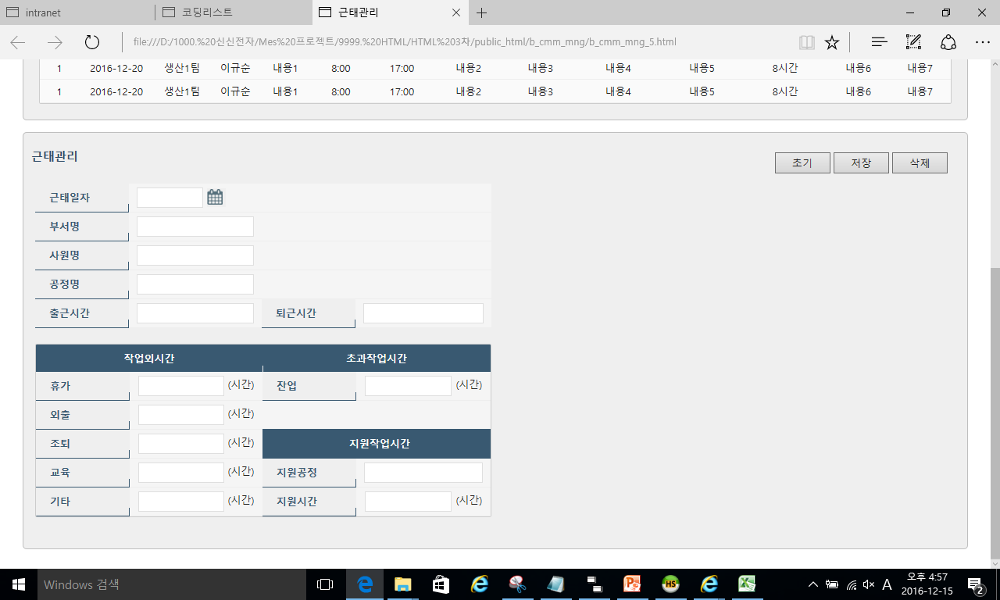 intranet 코딩리스트 근태관리
file:///D:/1000.%20신신전자/Mes%20프로젝트/9999.%20HTML/HTML%203차/public_html/b_cmm_mng/b_cmm_mng_5.html
1 2016-12-20 생산1팀 이규순 내용1 8:00 17:00 내용2 내용3 내용4 내용5 8시간 내용6 내용7
1 2016-12-20 생산1팀 이규순 내용1 8:00 17:00 내용2 내용3 내용4 내용5 8시간 내용6 내용7
근태관리 초기 저장 삭제
근태일자
부서명
사원명
공정명
출근시간 퇴근시간
작업외시간 초과작업시간
휴가 (시간) 잔업 (시간)
외출 (시간)
조퇴 (시간) 지원작업시간
교육 (시간) 지원공정
기타 (시간) 지원시간 (시간)
Windows 검색 HS A 오후 4:57
2016-12-15 2